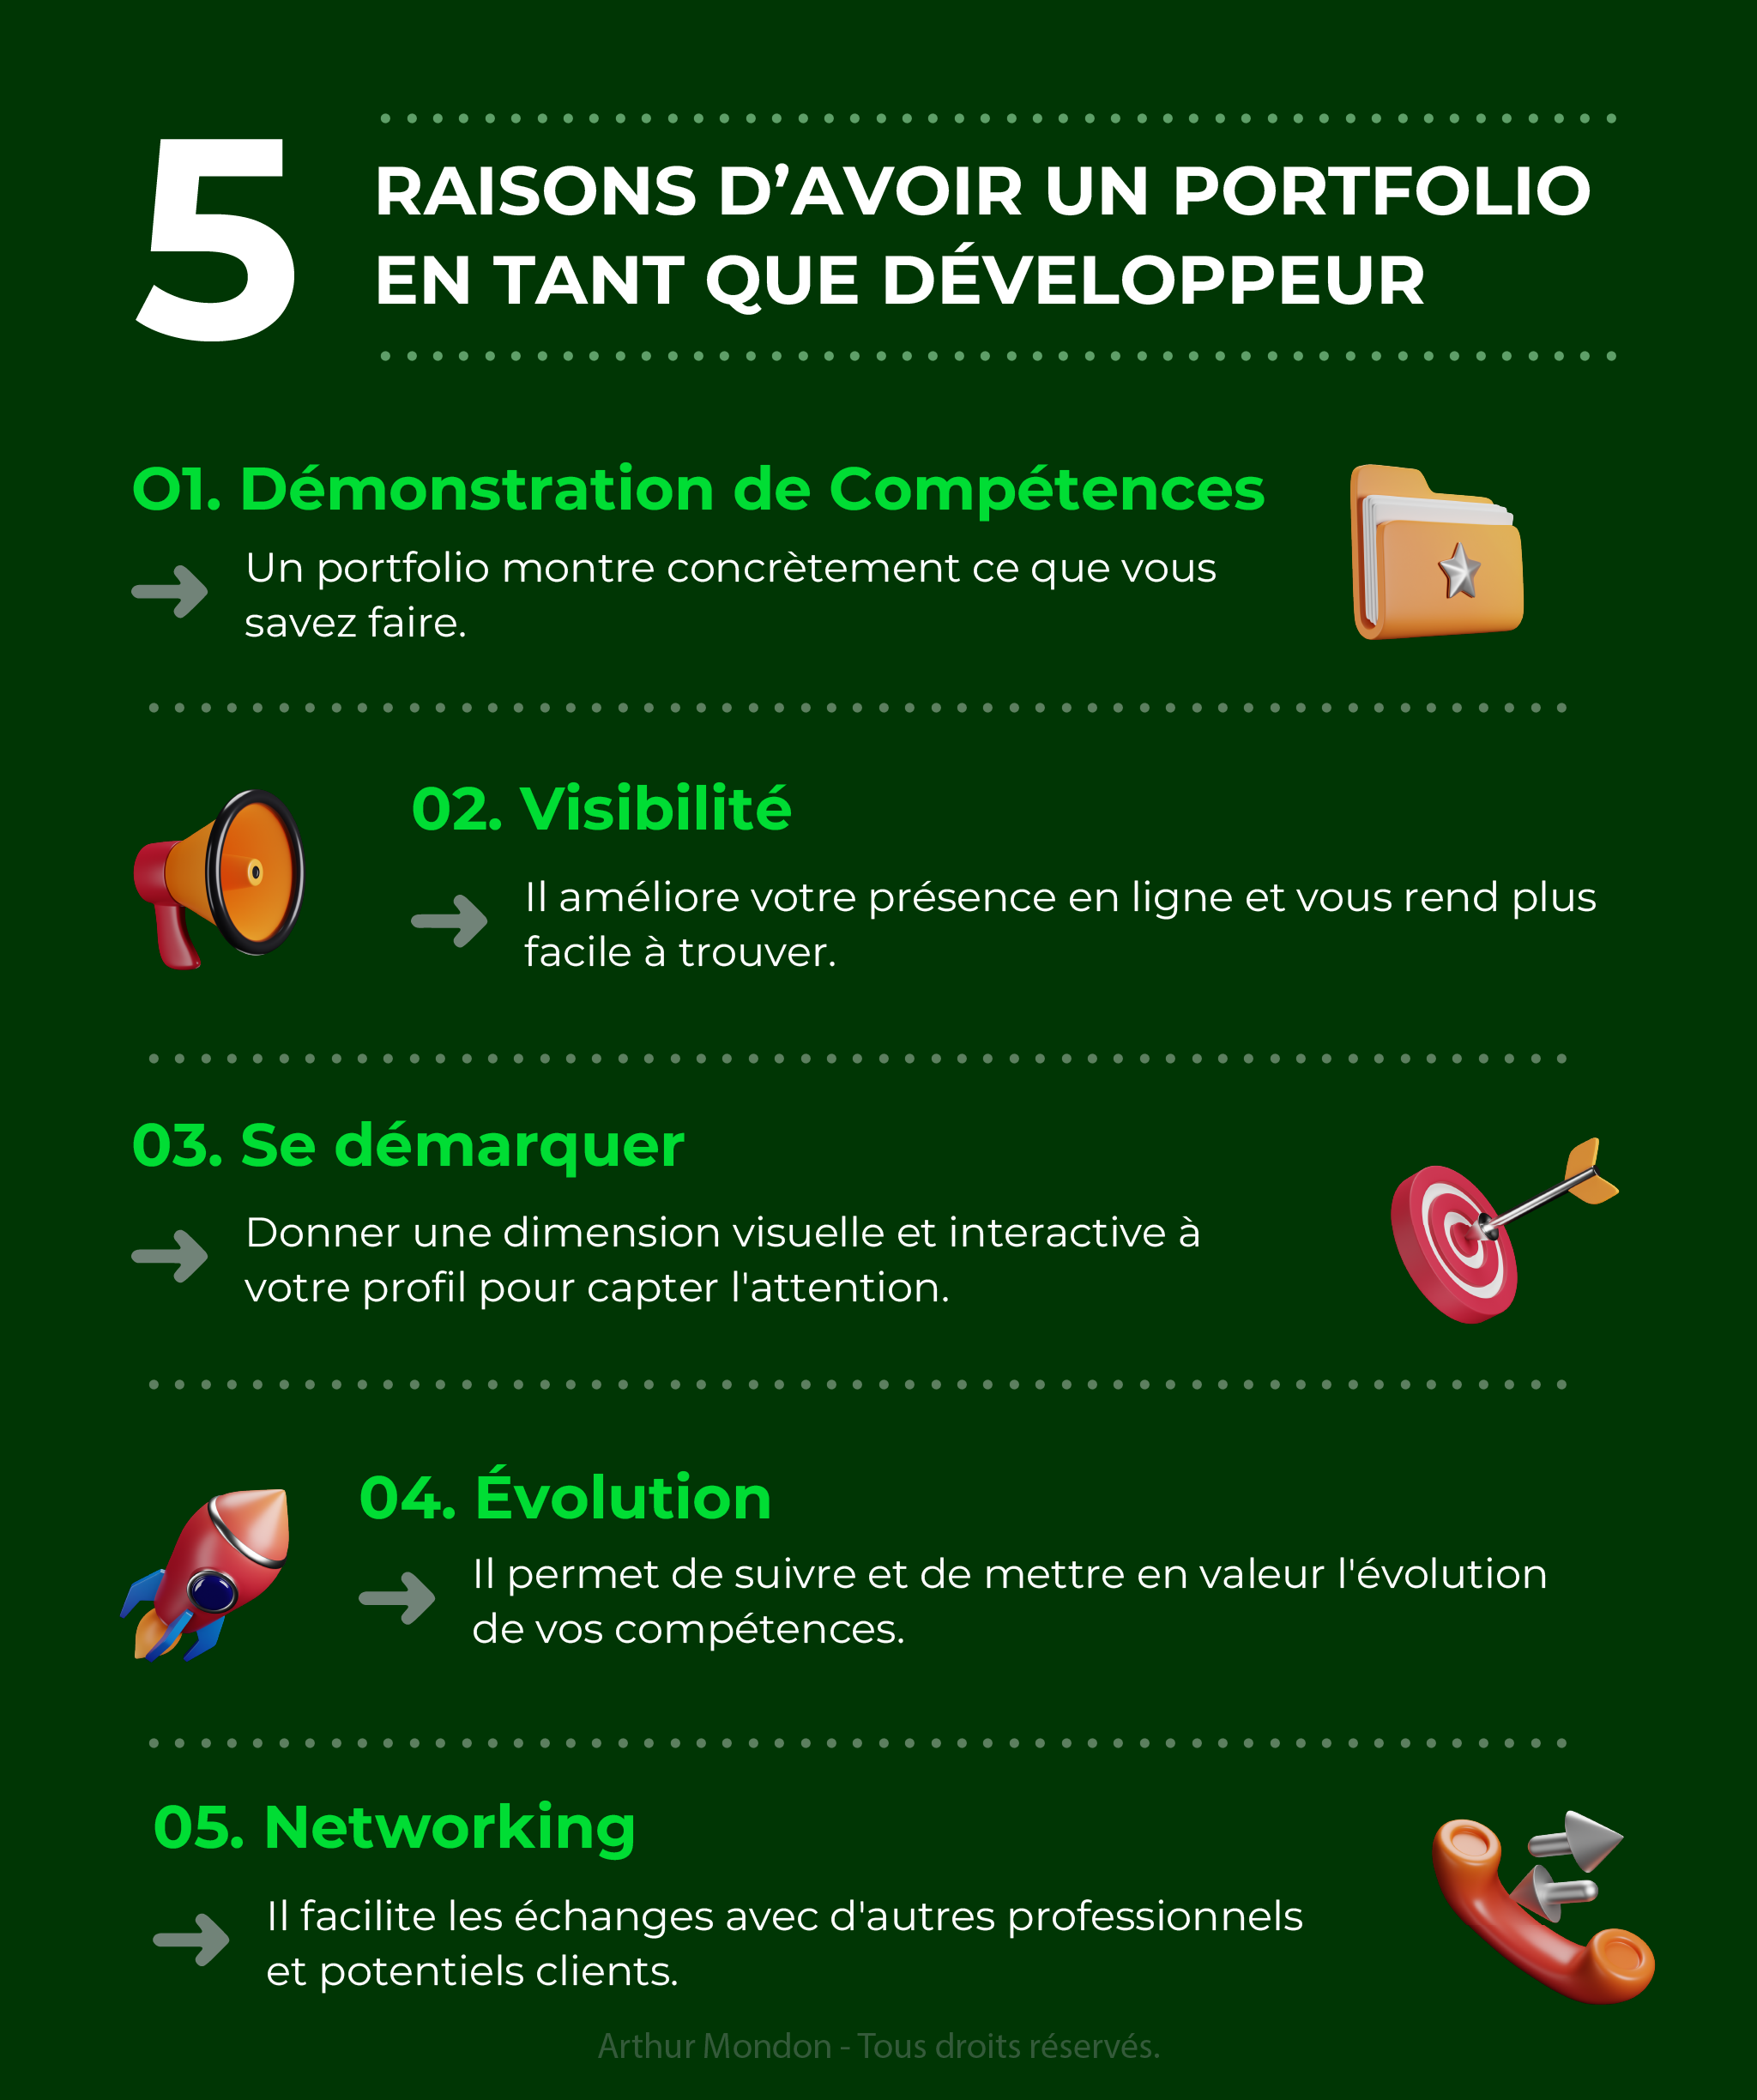 5
RAISONS D’AVOIR UN PORTFOLIO
EN TANT QUE DÉVELOPPEUR
O1. Démonstration de Compétences
Un portfolio montre concrètement ce que vous
savez faire.
02. Visibilité
Il améliore votre présence en ligne et vous rend plus
facile à trouver.
03. Se démarquer
Donner une dimension visuelle et interactive à
votre profil pour capter l'attention.
04. Évolution
Il permet de suivre et de mettre en valeur l'évolution
de vos compétences.
05. Networking
Il facilite les échanges avec d'autres professionnels
et potentiels clients.
Arthur Mondon - Tous droits réservés.